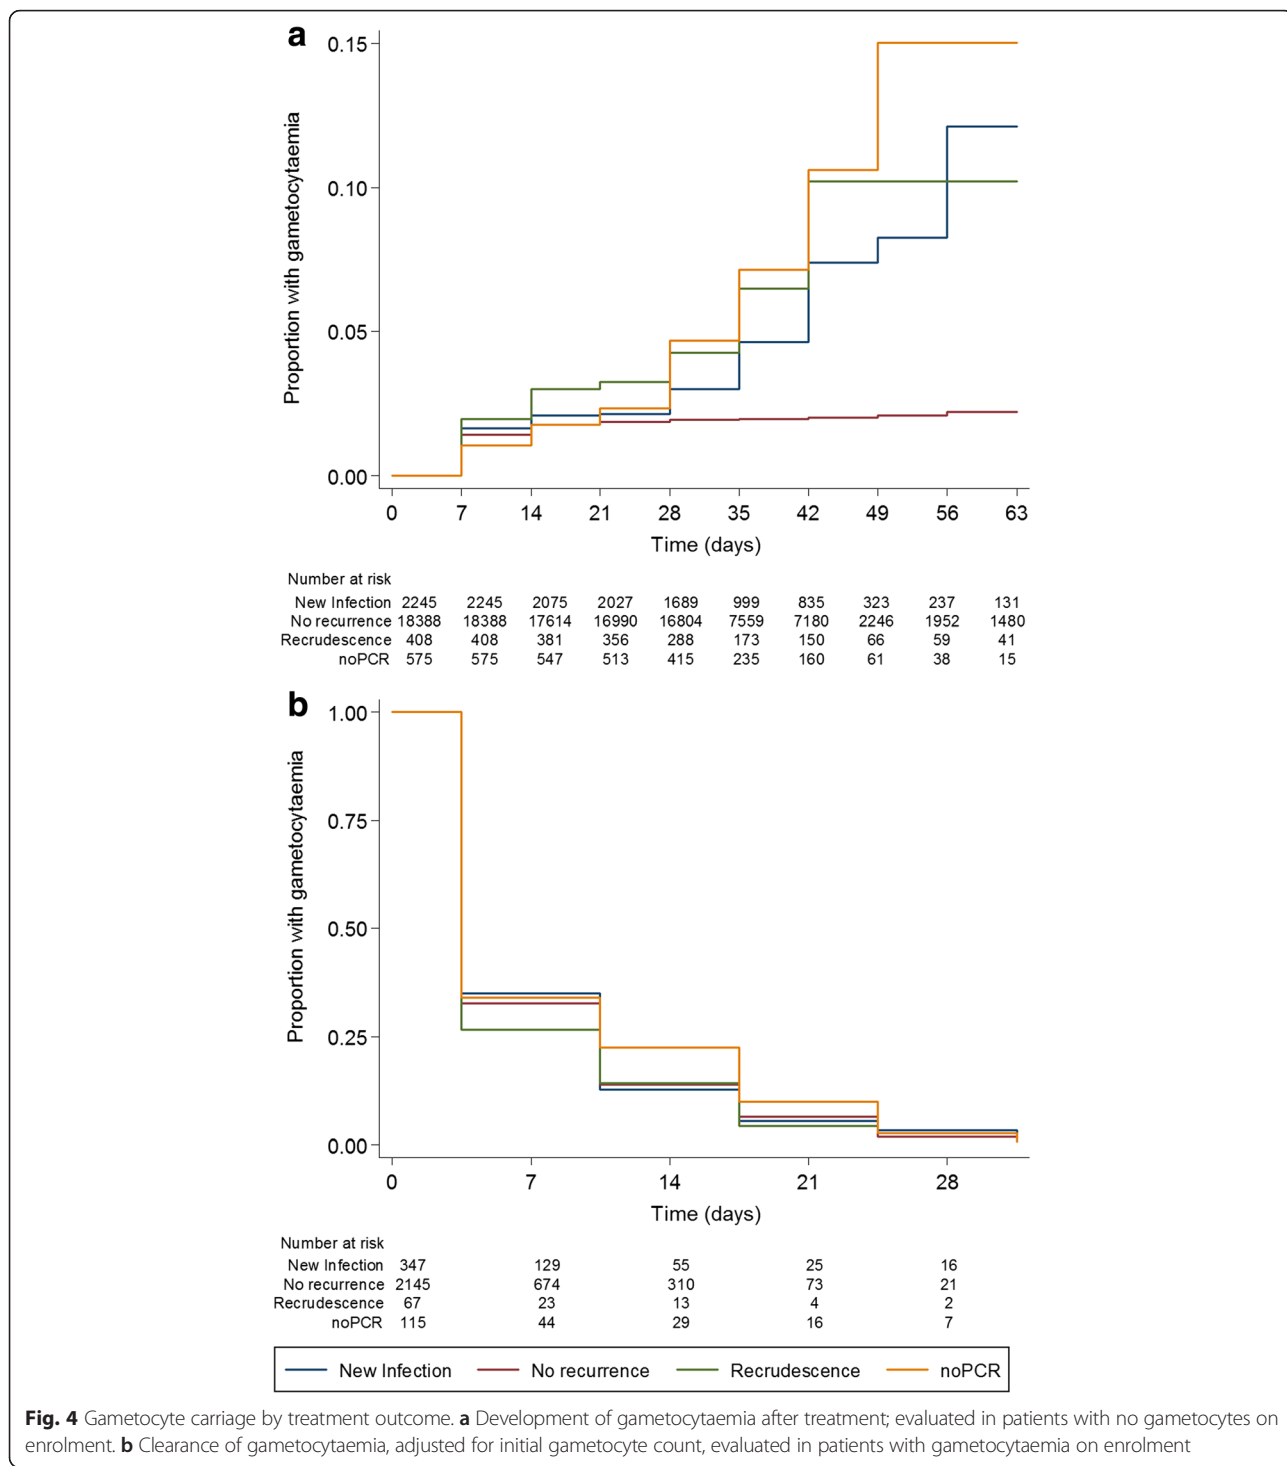 a
0.15
0.10
0.05
0.00
Proportion with gametocytaemia
0 7 14 21 28 35 42 49 56 63
Time (days)
Number at risk
New Infection 2245 2245 2075 2027 1689 999 835 323 237 131
No recurrence 18388 18388 17614 16990 16804 7559 7180 2246 1952 1480
Recrudescence 408 408 381 356 288 173 150 66 59 41
noPCR 575 575 547 513 415 235 160 61 38 15
b
1.00
0.75
0.50
0.25
0.00
Proportion with gametocytaemia
0 7 14 21 28
Time (days)
Number at risk
New Infection 347 129 55 25 16
No recurrence 2145 674 310 73 21
Recrudescence 67 23 13 4 2
noPCR 115 44 29 16 7
New Infection No recurrence Recrudescence noPCR
Fig. 4 Gametocyte carriage by treatment outcome. a Development of gametocytaemia after treatment; evaluated in patients with no gametocytes on
enrolment. b Clearance of gametocytaemia, adjusted for initial gametocyte count, evaluated in patients with gametocytaemia on enrolment